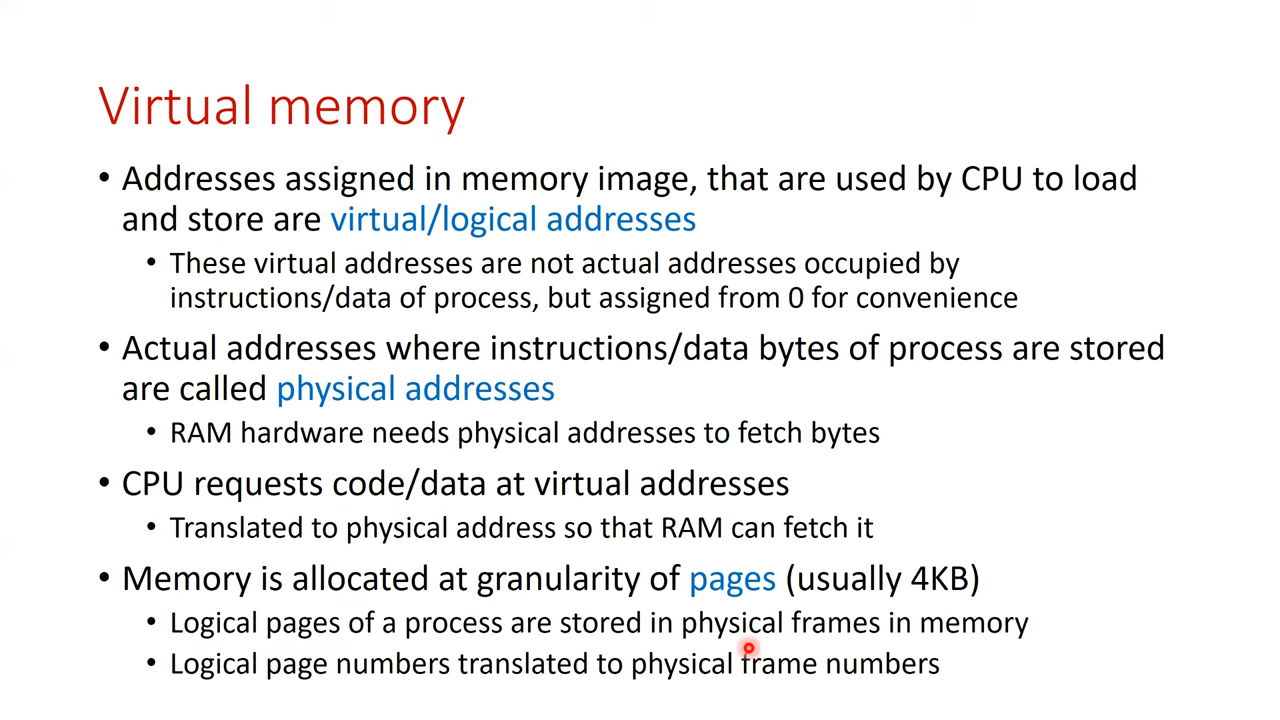 Virtual memory
• Addresses assigned in memory image, that are used by CPU to load
and store are virtual/logical addresses
• These virtual addresses are not actual addresses occupied by
instructions/data of process, but assigned from 0 for convenience
• Actual addresses where instructions/data bytes of process are stored
are called physical addresses
• RAM hardware needs physical addresses to fetch bytes
• CPU requests code/data at virtual addresses
• Translated to physical address so that RAM can fetch it
• Memory is allocated at granularity of pages (usually 4KB)
• Logical pages of a process are stored in physical frames in memory
• Logical page numbers translated to physical frame numbers